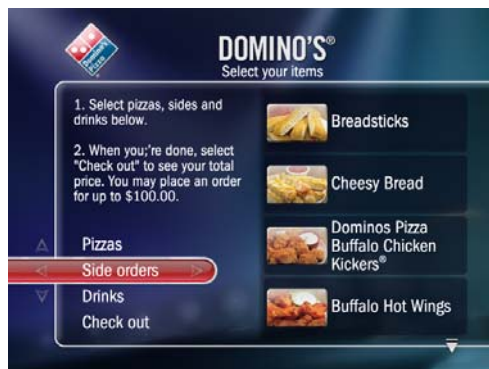 Domino's
Pizza
DOMINO'S®
Select your items
1. Select pizzas, sides and
drinks below.
2. When you;'re done, select
"Check out" to see your total
price. You may place an order
for up to $100.00.
Pizzas
Side orders
Drinks
Check out
Breadsticks
Cheesy Bread
Dominos Pizza
Buffalo Chicken
Kickers®
Buffalo Hot Wings